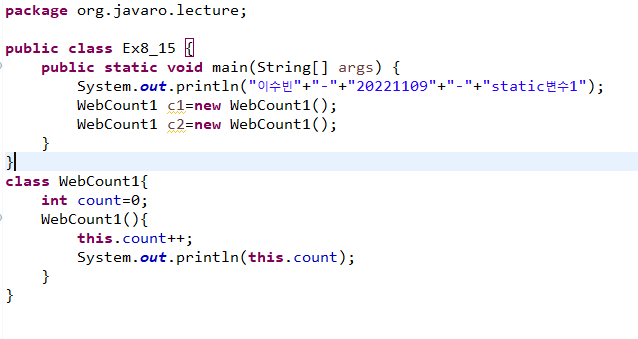 package org.javaro.lecture;
public class Ex8_15 {
public static void main(String[] args) {
System.out.println("이수빈"+"-"+"20221109"+"-"+"static변수1");
WebCount1 c1=new WebCount1();
WebCount1 c2=new WebCount1();
}
}
class WebCount1{
int count=0;
WebCount1(){
this.count++;
System.out.println(this.count);
}
}